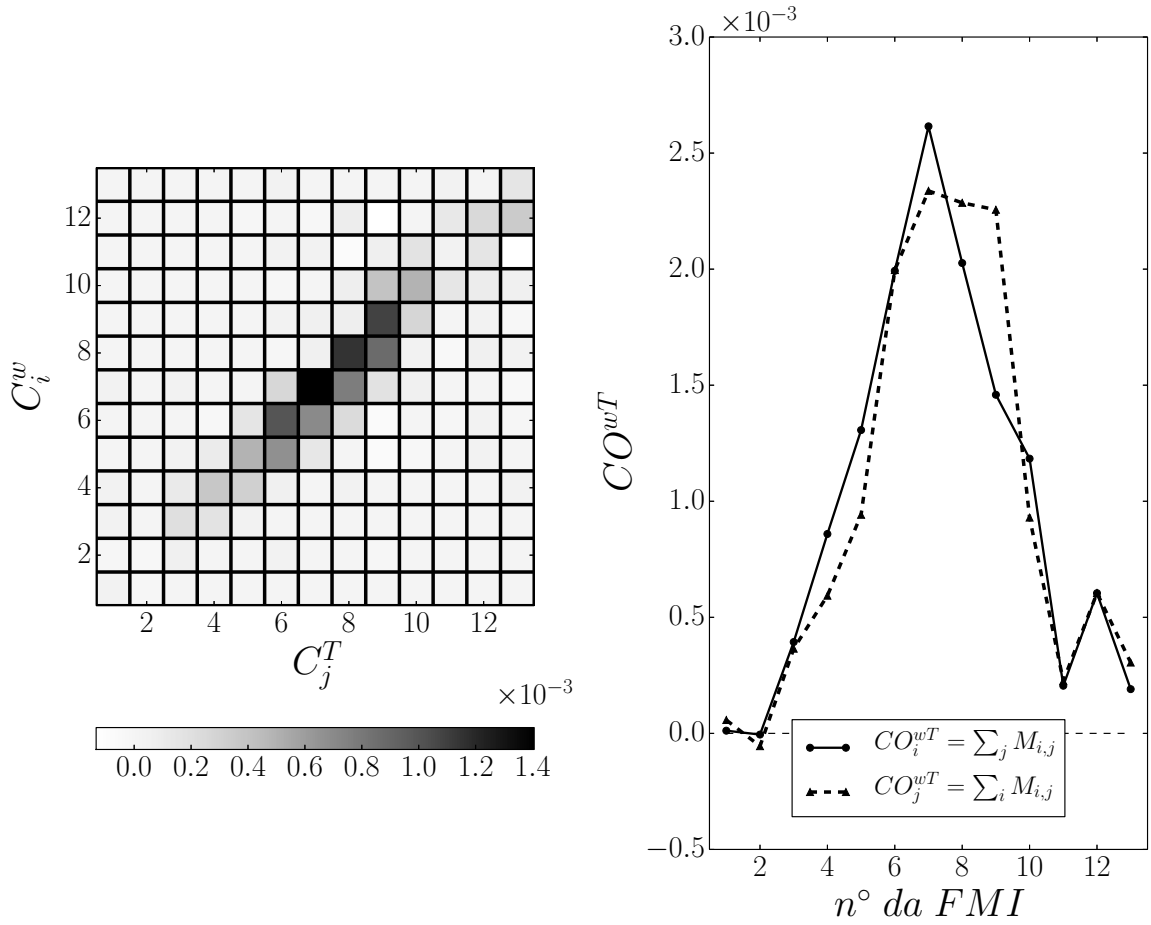 12
10
8
6
4
2
C_i^w
2 4 6 8 10 12
C_j^T
×10^{-3}
0.0 0.2 0.4 0.6 0.8 1.0 1.2 1.4
3.0 ×10^{-3}
2.5
2.0
1.5
1.0
0.5
0.0
−0.5
CO^{wT}
CO_i^{wT} = ∑_j M_{i,j}
CO_j^{wT} = ∑_i M_{i,j}
2 4 6 8 10 12
n° da FMI